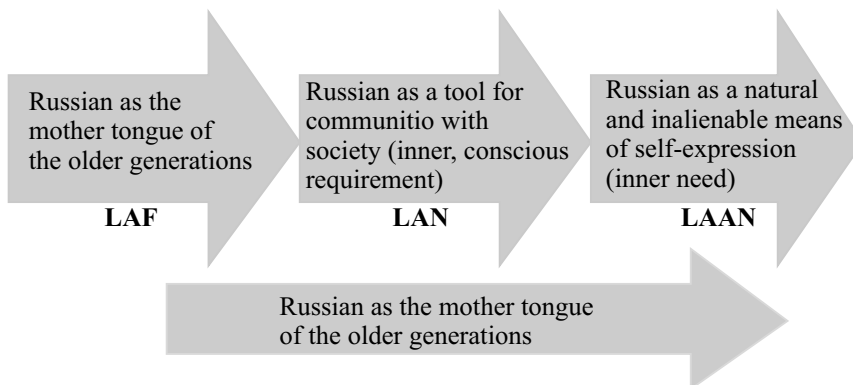 Russian as the
mother tongue of
the older generations
LAF
Russian as a tool for
communitio with
society (inner, conscious
requirement)
LAN
Russian as a natural
and inalienable means
of self-expression
(inner need)
LAAN
Russian as the mother tongue
of the older generations